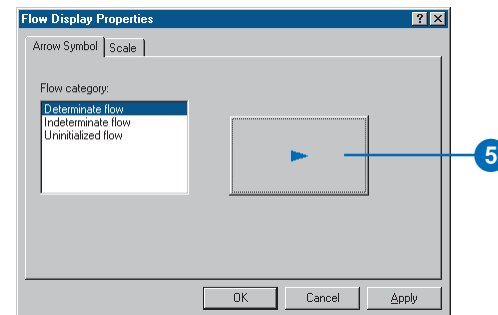 Flow Display Properties
Arrow Symbol Scale
Flow category:
Determinate flow
Indeterminate flow
Uninitialized flow
5
OK Cancel Apply